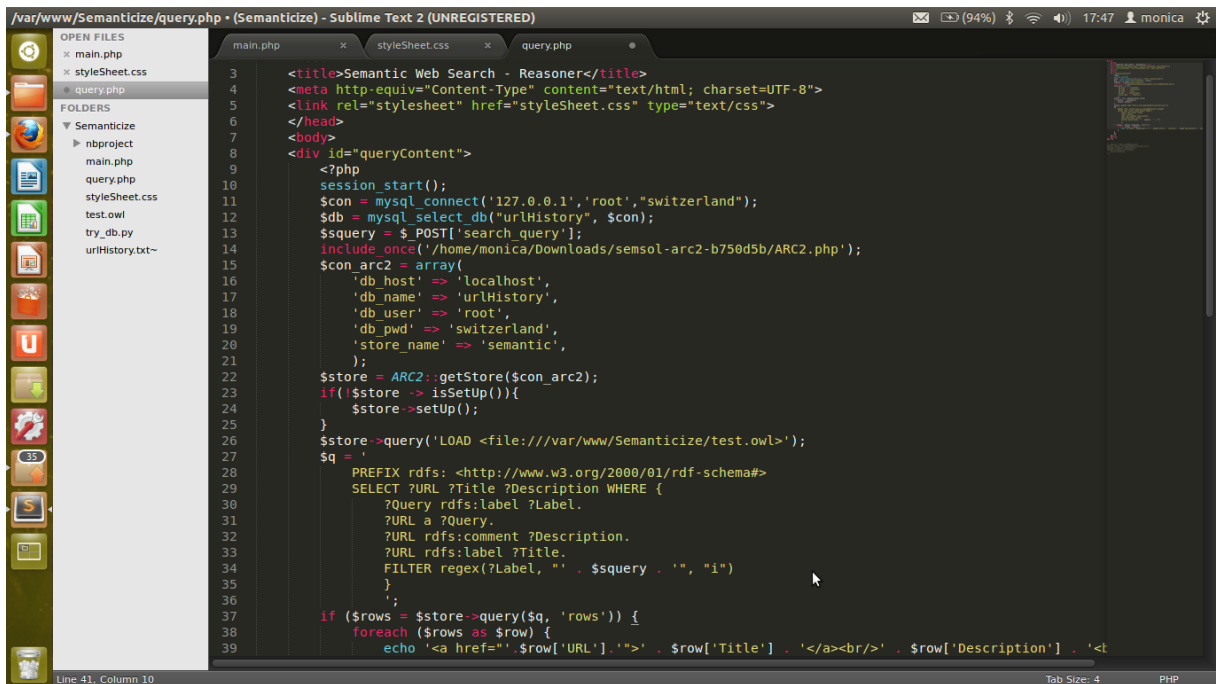 /var/www/Semanticize/query.php • (Semanticize) - Sublime Text 2 (UNREGISTERED)
(94%) 17:47 monica
OPEN FILES
× main.php
× styleSheet.css
query.php
FOLDERS
Semanticize
nbproject
main.php
query.php
styleSheet.css
test.owl
try_db.py
urlHistory.txt~
35
main.php × styleSheet.css × query.php
3 <title>Semantic Web Search - Reasoner</title>
4 <meta http-equiv="Content-Type" content="text/html; charset=UTF-8">
5 <link rel="stylesheet" href="styleSheet.css" type="text/css">
6 </head>
7 <body>
8 <div id="queryContent">
9 <?php
10 session_start();
11 $con = mysql_connect('127.0.0.1','root',"switzerland");
12 $db = mysql_select_db("urlHistory", $con);
13 $squery = $_POST['search_query'];
14 include_once('/home/monica/Downloads/semsol-arc2-b750d5b/ARC2.php');
15 $con_arc2 = array(
16 'db_host' => 'localhost',
17 'db_name' => 'urlHistory',
18 'db_user' => 'root',
19 'db_pwd' => 'switzerland',
20 'store_name' => 'semantic',
21 );
22 $store = ARC2::getStore($con_arc2);
23 if(!$store -> isSetUp()){
24 $store->setUp();
25 }
26 $store->query('LOAD <file:///var/www/Semanticize/test.owl>');
27 $q = '
28 PREFIX rdfs: <http://www.w3.org/2000/01/rdf-schema#>
29 SELECT ?URL ?Title ?Description WHERE {
30 ?Query rdfs:label ?Label.
31 ?URL a ?Query.
32 ?URL rdfs:comment ?Description.
33 ?URL rdfs:label ?Title.
34 FILTER regex(?Label, "' . $squery . '", "i")
35 }
36 ';
37 if ($rows = $store->query($q, 'rows')) {
38 foreach ($rows as $row) {
39 echo '<a href="'.$row['URL'].'">' . $row['Title'] . '</a><br/>' . $row['Description'] . '<b
Line 41, Column 10 Tab Size: 4 PHP